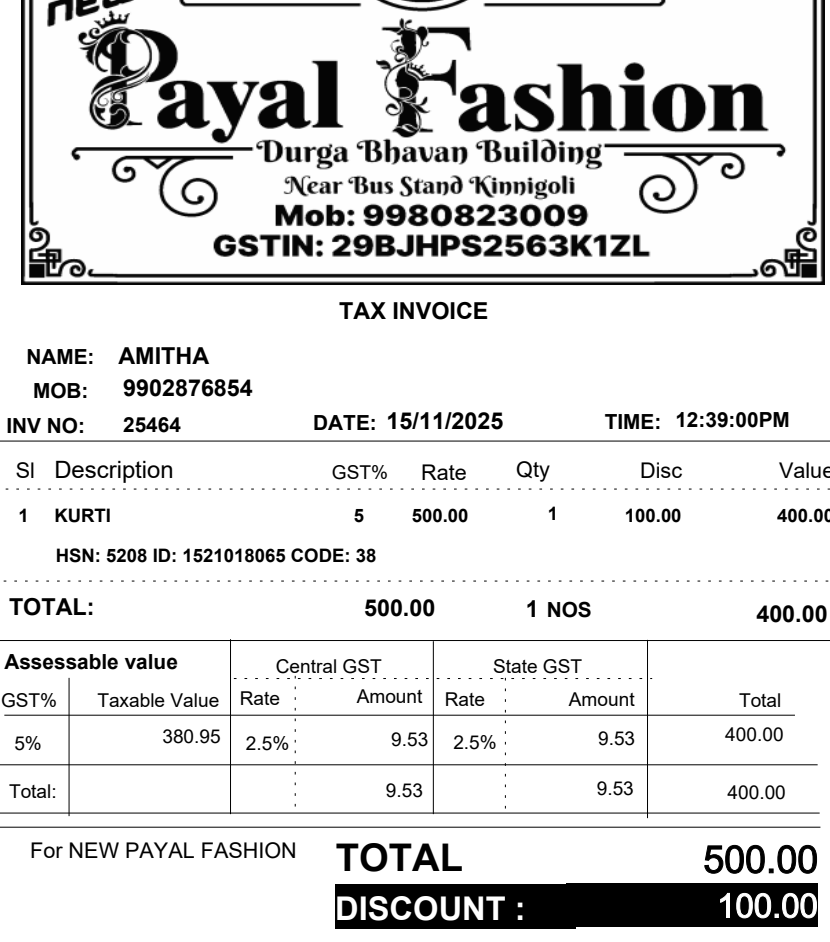 new
Payal Fashion
Durga Bhavan Building
Near Bus Stand Kinnigoli
Mob: 9980823009
GSTIN: 29BJHPS2563K1ZL
TAX INVOICE
NAME: AMITHA
MOB: 9902876854
INV NO: 25464 DATE: 15/11/2025 TIME: 12:39:00PM
Sl Description GST% Rate Qty Disc Value
1 KURTI 5 500.00 1 100.00 400.00
HSN: 5208 ID: 1521018065 CODE: 38
TOTAL: 500.00 1 NOS 400.00
Assessable value Central GST State GST
GST% Taxable Value Rate Amount Rate Amount Total
5% 380.95 2.5% 9.53 2.5% 9.53 400.00
Total: 9.53 9.53 400.00
For NEW PAYAL FASHION TOTAL 500.00
DISCOUNT : 100.00